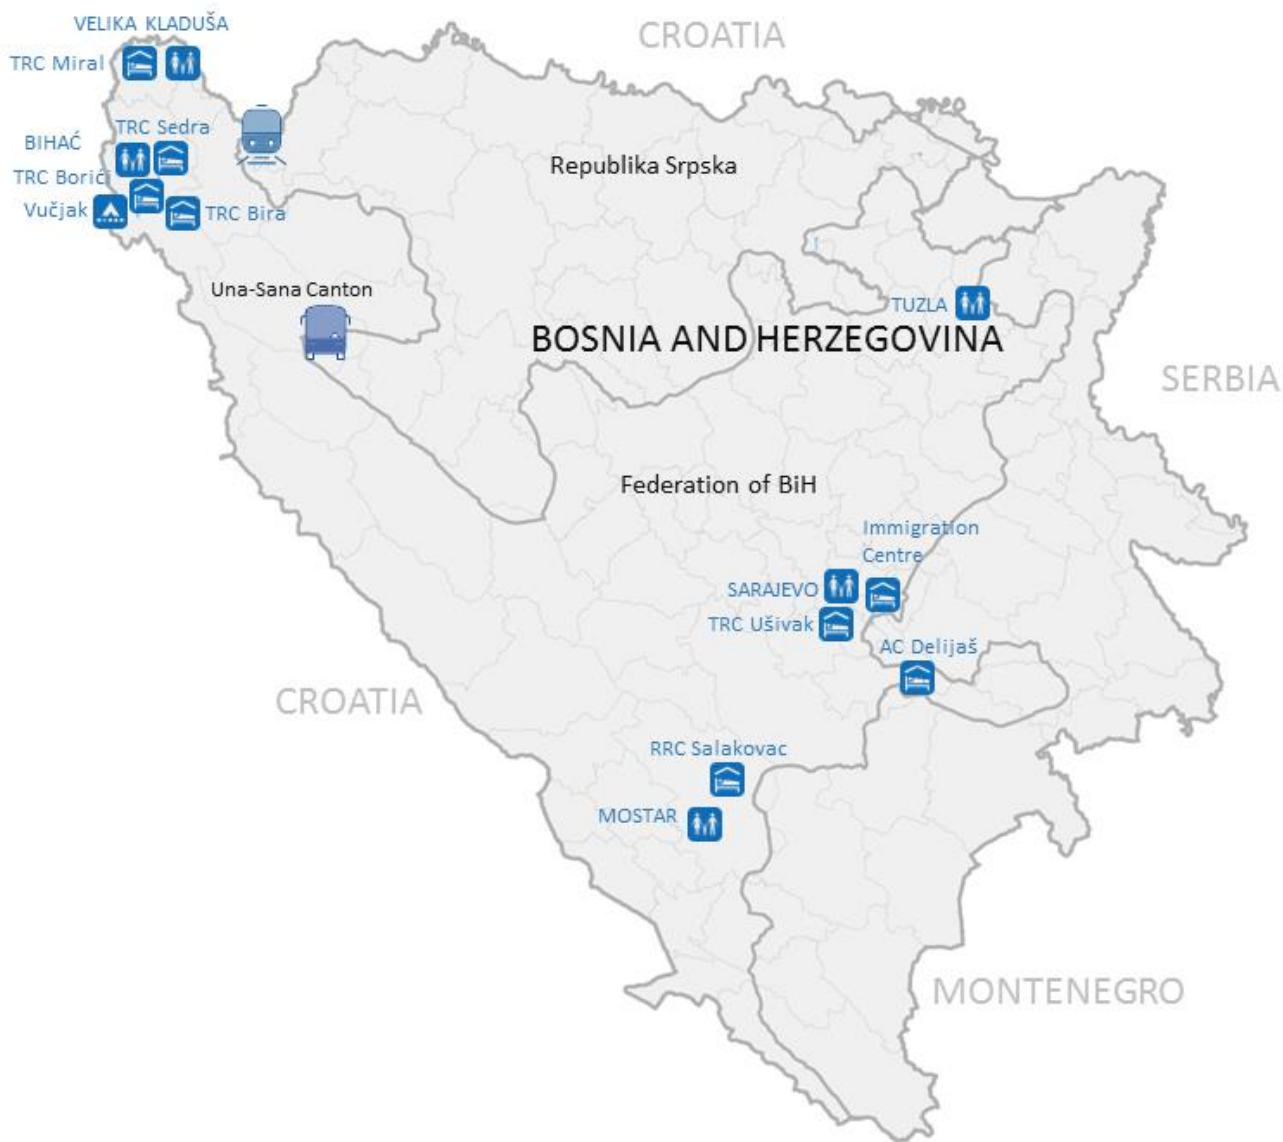 CROATIA
VELIKA KLADUŠA
TRC Miral
TRC Sedra
BIHAĆ
TRC Borići
Vučjak
TRC Bira
Republika Srpska
Una-Sana Canton
TUZLA
BOSNIA AND HERZEGOVINA
SERBIA
Federation of BiH
Immigration
Centre
SARAJEVO
TRC Ušivak
AC Delijaš
CROATIA
RRC Salakovac
MOSTAR
MONTENEGRO